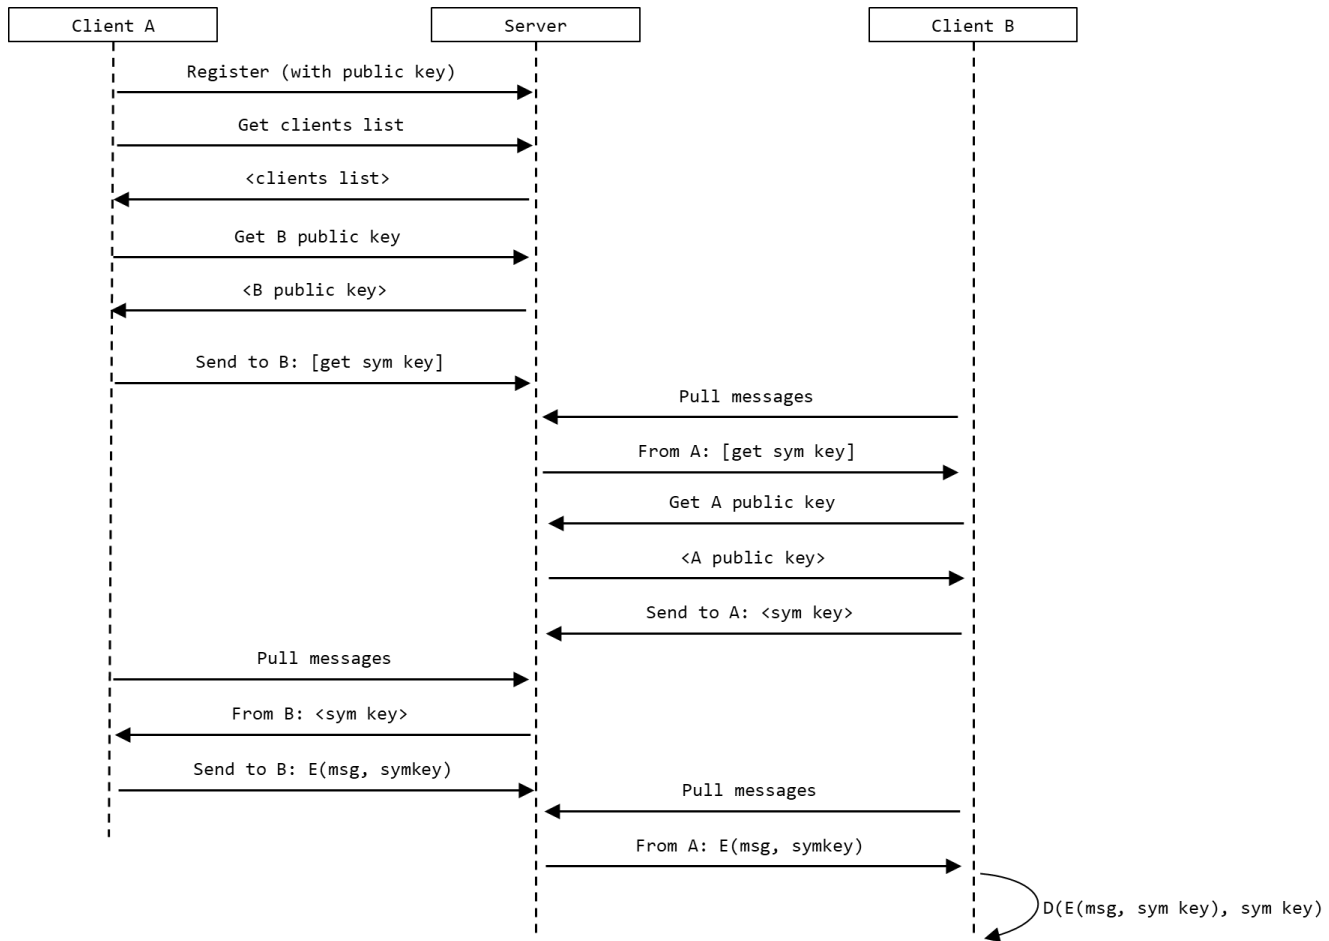 Client A
Server
Client B
Register (with public key)
Get clients list
<clients list>
Get B public key
<B public key>
Send to B: [get sym key]
Pull messages
From A: [get sym key]
Get A public key
<A public key>
Send to A: <sym key>
Pull messages
From B: <sym key>
Send to B: E(msg, symkey)
Pull messages
From A: E(msg, symkey)
D(E(msg, sym key), sym key)